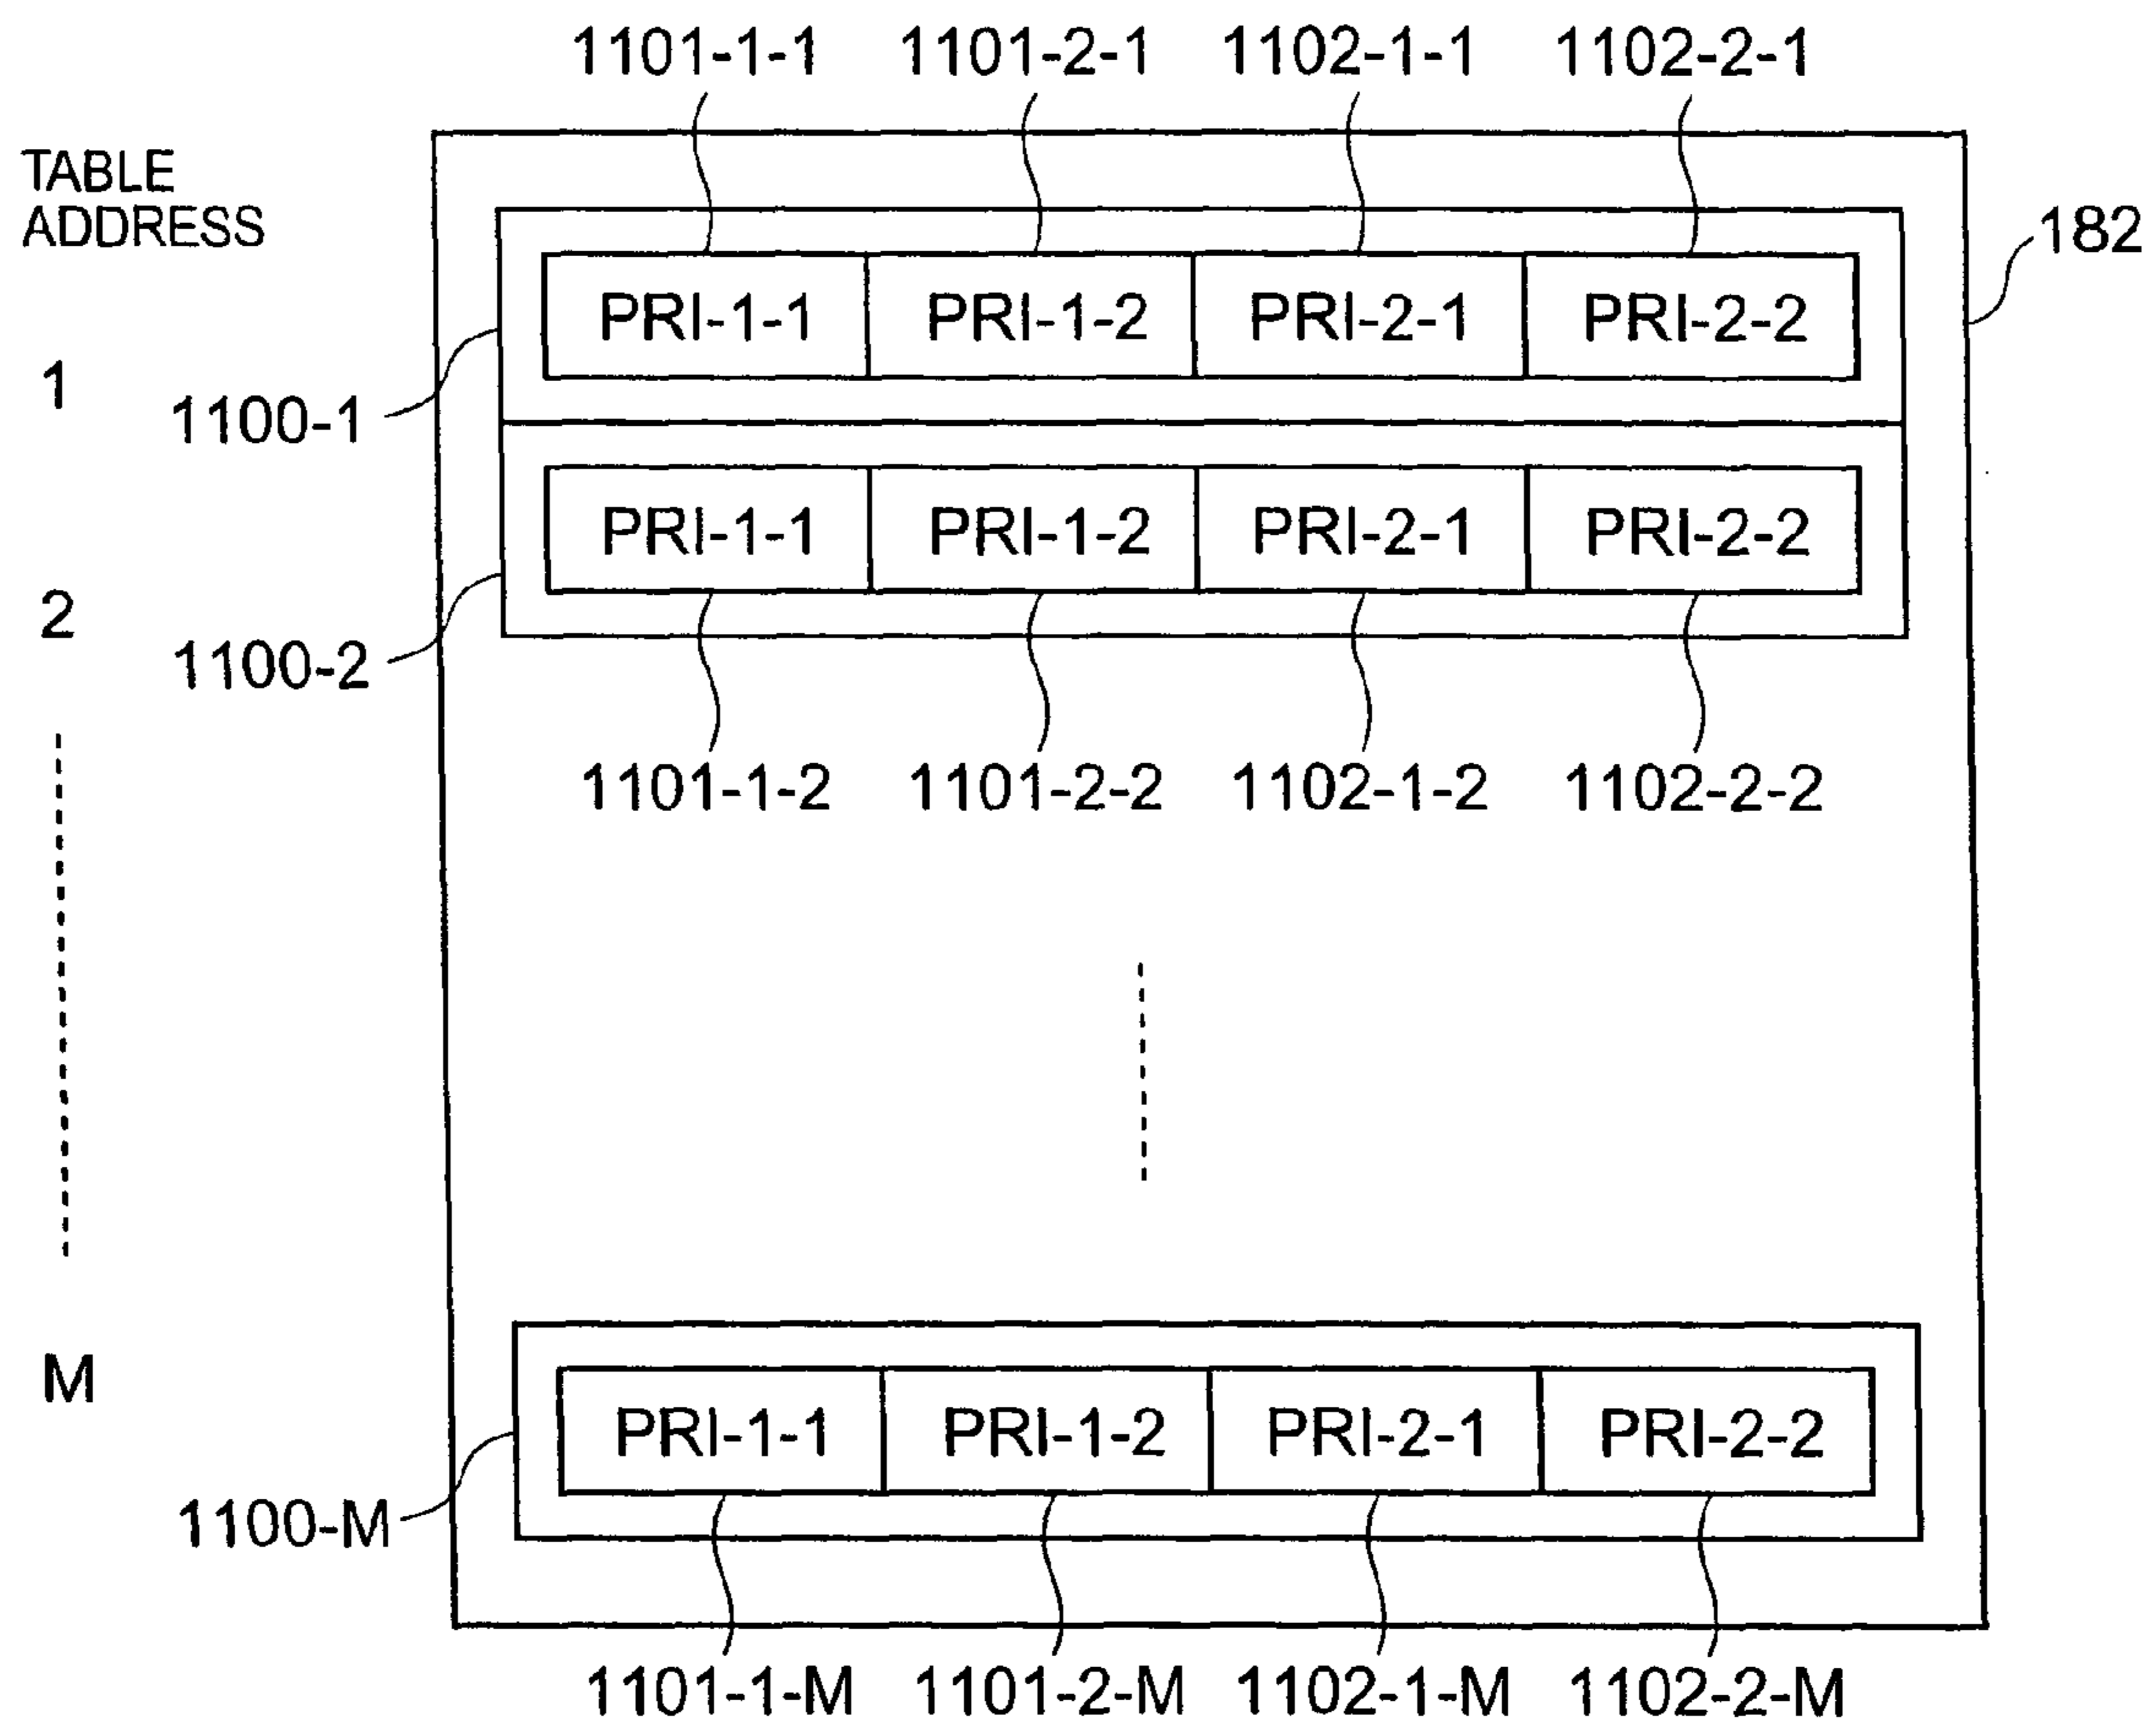 1101-1-1 1101-2-1 1102-1-1 1102-2-1
TABLE
ADDRESS
182
PRI-1-1 PRI-1-2 PRI-2-1 PRI-2-2
1
1100-1
PRI-1-1 PRI-1-2 PRI-2-1 PRI-2-2
2
1100-2
1101-1-2 1101-2-2 1102-1-2 1102-2-2
M
PRI-1-1 PRI-1-2 PRI-2-1 PRI-2-2
1100-M
1101-1-M 1101-2-M 1102-1-M 1102-2-M